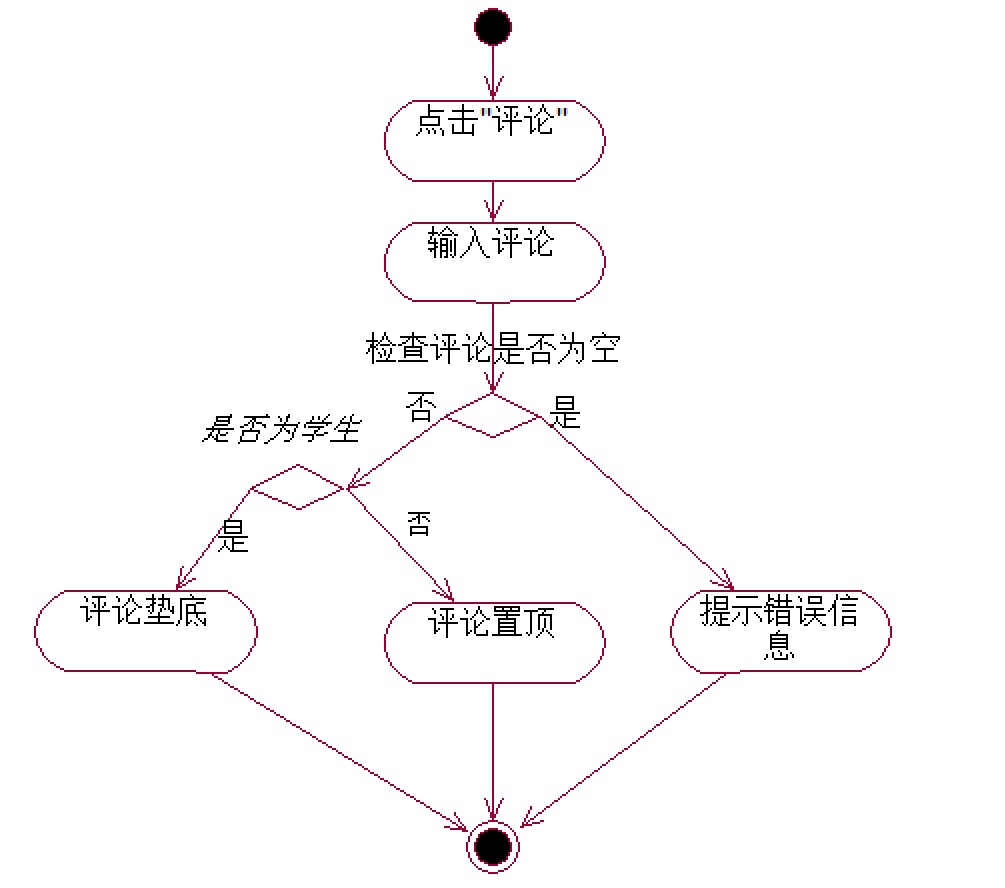 点击"评论"
输入评论
检查评论是否为空
否
是
是否为学生
否
是
评论垫底
评论置顶
提示错误信
息